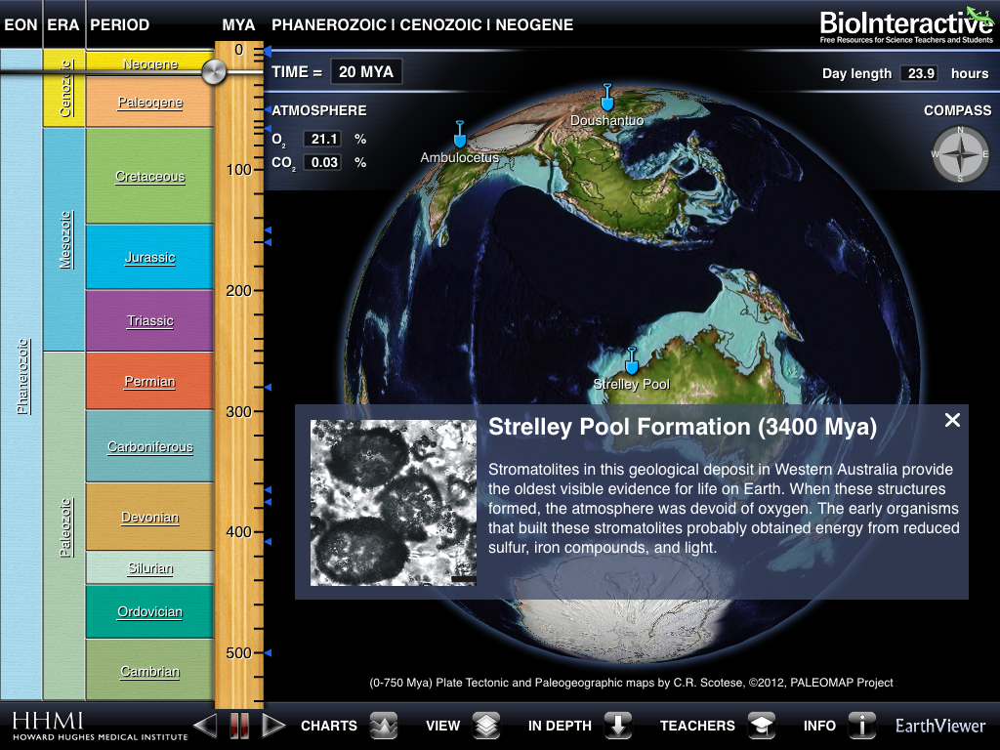 EON ERA PERIOD MYA PHANEROZOIC | CENOZOIC | NEOGENE
BioInteractive
Free Resources for Science Teachers and Students
TIME = 20 MYA
Day length 23.9 hours
ATMOSPHERE
O2 21.1 %
CO2 0.03 %
COMPASS
N
W E
S
Phanerozoic
Cenozoic
Mesozoic
Paleozoic
Neogene
Paleogene
Cretaceous
Jurassic
Triassic
Permian
Carboniferous
Devonian
Silurian
Ordovician
Cambrian
0
100
200
300
400
500
Doushantuo
Ambulocetus
Strelley Pool
Strelley Pool Formation (3400 Mya)
Stromatolites in this geological deposit in Western Australia provide
the oldest visible evidence for life on Earth. When these structures
formed, the atmosphere was devoid of oxygen. The early organisms
that built these stromatolites probably obtained energy from reduced
sulfur, iron compounds, and light.
(0-750 Mya) Plate Tectonic and Paleogeographic maps by C.R. Scotese, ©2012, PALEOMAP Project
HHMI
HOWARD HUGHES MEDICAL INSTITUTE
CHARTS VIEW IN DEPTH TEACHERS INFO EarthViewer